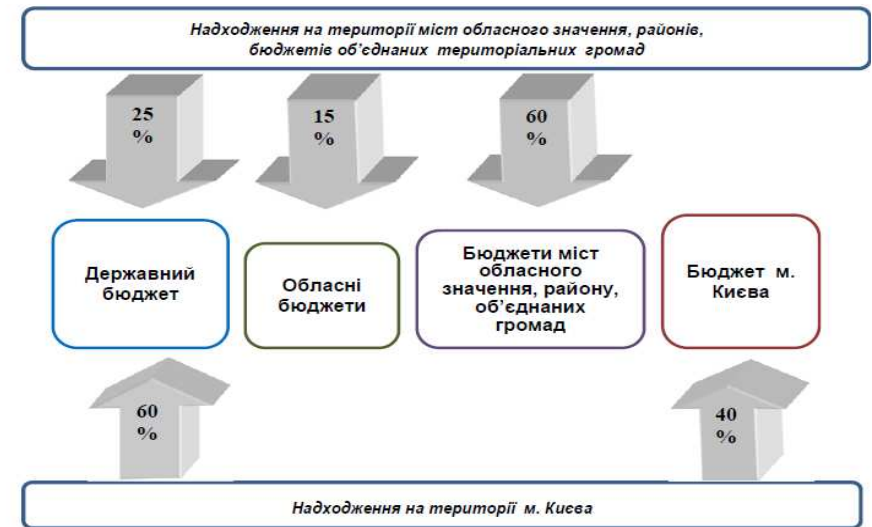 Надходження на території міст обласного значення, районів,
бюджетів об’єднаних територіальних громад
25
%
15
%
60
%
Державний
бюджет
Обласні
бюджети
Бюджети міст
обласного
значення, району,
об’єднаних
громад
Бюджет м.
Києва
60
%
40
%
Надходження на території м. Києва